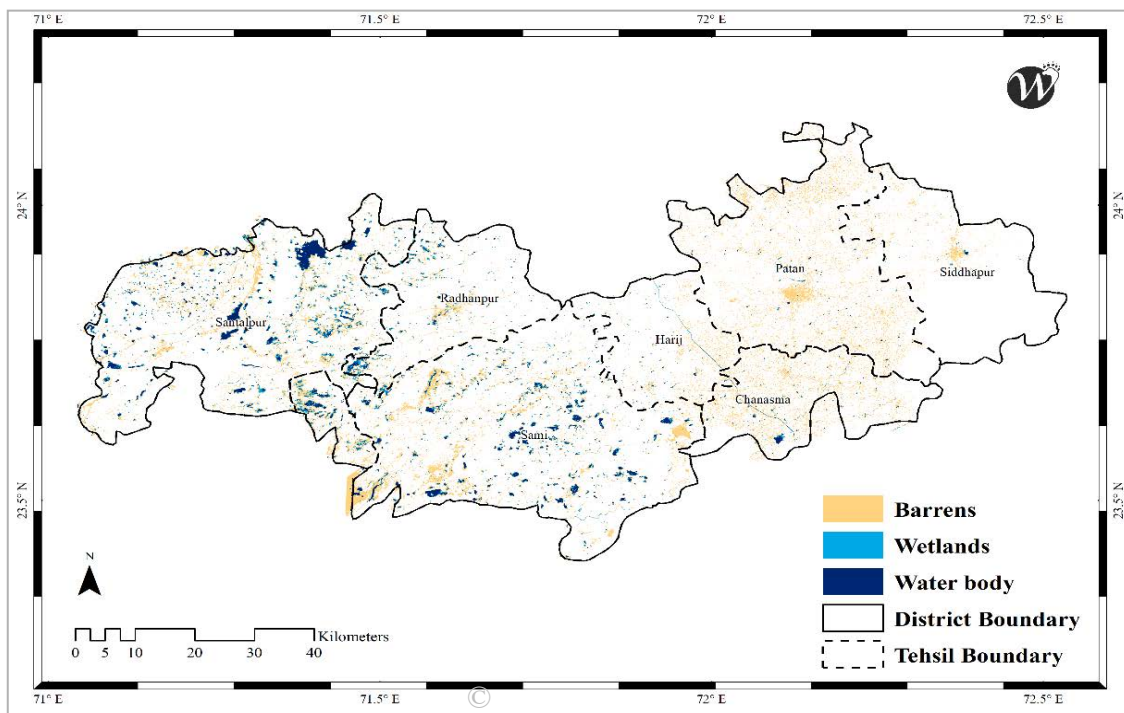 71° E 71.5° E 72° E 72.5° E
W
24° N 24° N
Siddhapur
Patan
Radhanpur
Santalpur
Harij
Chanasma
Sami
23.5° N 23.5° N
Barrens
Wetlands
Water body
District Boundary
Tehsil Boundary
N
Kilometers
0 5 10 20 30 40
71° E 71.5° E 72° E 72.5° E
©